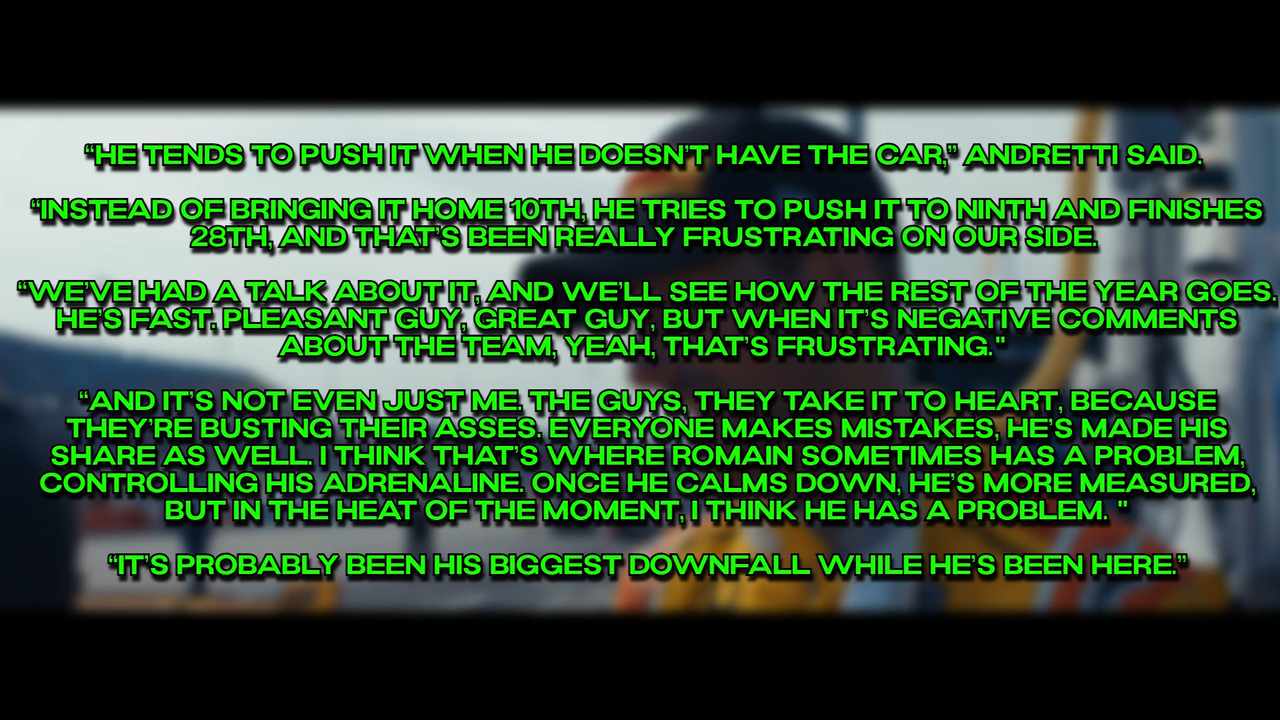 “HE TENDS TO PUSH IT WHEN HE DOESN’T HAVE THE CAR,” ANDRETTI SAID.
“INSTEAD OF BRINGING IT HOME 10TH, HE TRIES TO PUSH IT TO NINTH AND FINISHES
28TH, AND THAT’S BEEN REALLY FRUSTRATING ON OUR SIDE.
“WE’VE HAD A TALK ABOUT IT, AND WE’LL SEE HOW THE REST OF THE YEAR GOES.
HE’S FAST. PLEASANT GUY, GREAT GUY, BUT WHEN IT’S NEGATIVE COMMENTS
ABOUT THE TEAM, YEAH, THAT’S FRUSTRATING."
“AND IT’S NOT EVEN JUST ME. THE GUYS, THEY TAKE IT TO HEART, BECAUSE
THEY’RE BUSTING THEIR ASSES. EVERYONE MAKES MISTAKES, HE’S MADE HIS
SHARE AS WELL. I THINK THAT’S WHERE ROMAIN SOMETIMES HAS A PROBLEM,
CONTROLLING HIS ADRENALINE. ONCE HE CALMS DOWN, HE’S MORE MEASURED,
BUT IN THE HEAT OF THE MOMENT, I THINK HE HAS A PROBLEM. "
“IT’S PROBABLY BEEN HIS BIGGEST DOWNFALL WHILE HE’S BEEN HERE.”